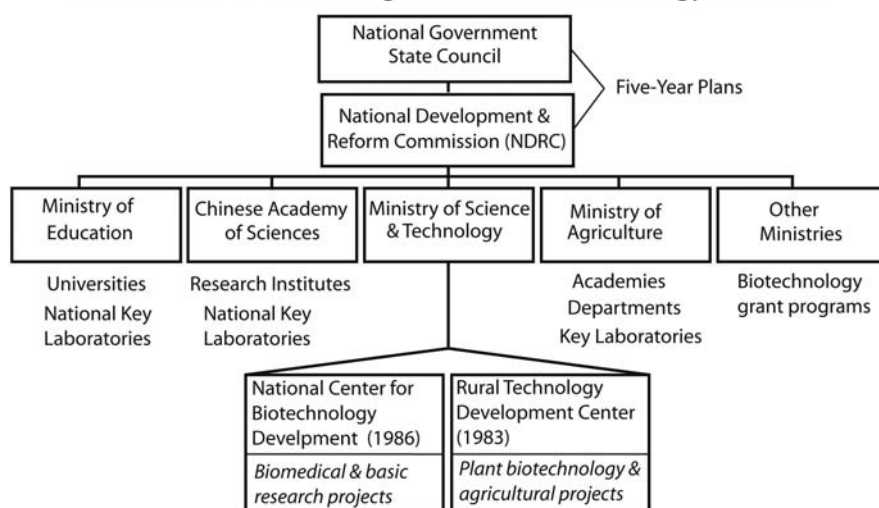 National Government
State Council
Five-Year Plans
National Development &
Reform Commission (NDRC)
Ministry of
Education
Chinese Academy
of Sciences
Ministry of Science
& Technology
Ministry of
Agriculture
Other
Ministries
Universities
National Key
Laboratories
Research Institutes
National Key
Laboratories
Academies
Departments
Key Laboratories
Biotechnology
grant programs
National Center for
Biotechnology
Develpment (1986)
Biomedical & basic
research projects
Rural Technology
Development Center
(1983)
Plant biotechnology &
agricultural projects